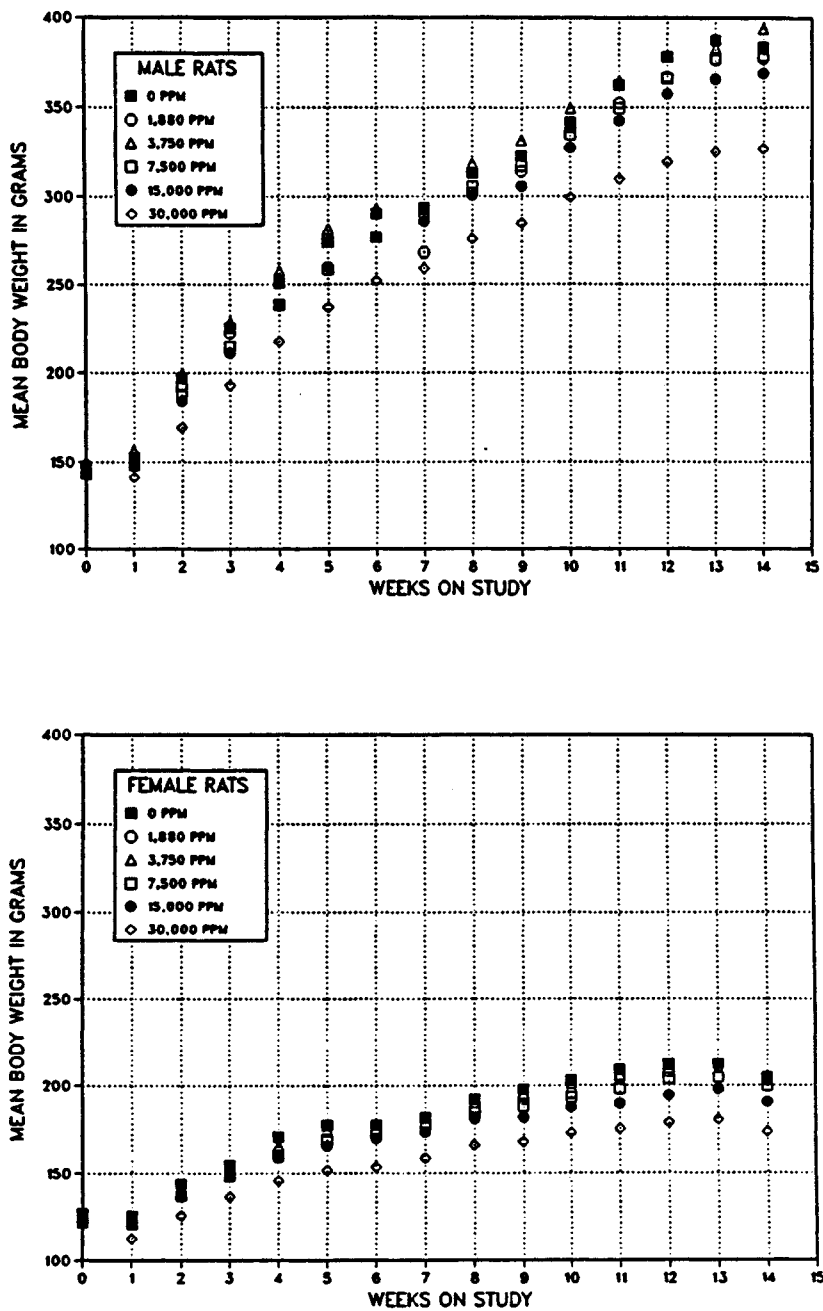 400
350
300
250
200
150
100
MEAN BODY WEIGHT IN GRAMS
MALE RATS
0 PPM
1,880 PPM
3,750 PPM
7,500 PPM
15,000 PPM
30,000 PPM
0 1 2 3 4 5 6 7 8 9 10 11 12 13 14 15
WEEKS ON STUDY
400
350
300
250
200
150
100
MEAN BODY WEIGHT IN GRAMS
FEMALE RATS
0 PPM
1,880 PPM
3,750 PPM
7,500 PPM
15,000 PPM
30,000 PPM
0 1 2 3 4 5 6 7 8 9 10 11 12 13 14 15
WEEKS ON STUDY